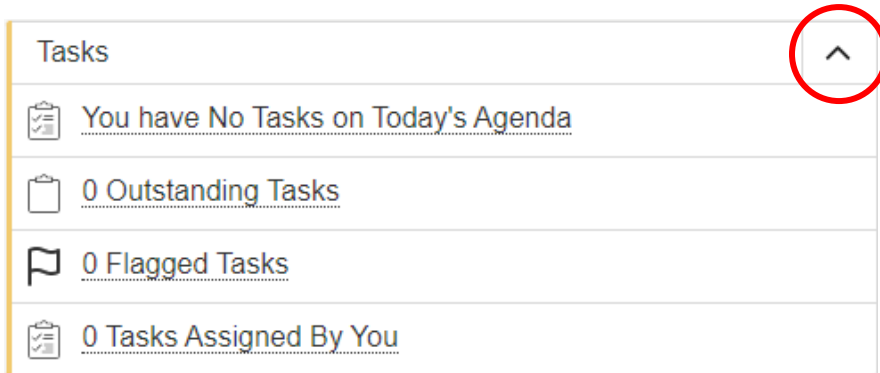 Tasks
You have No Tasks on Today's Agenda
0 Outstanding Tasks
0 Flagged Tasks
0 Tasks Assigned By You